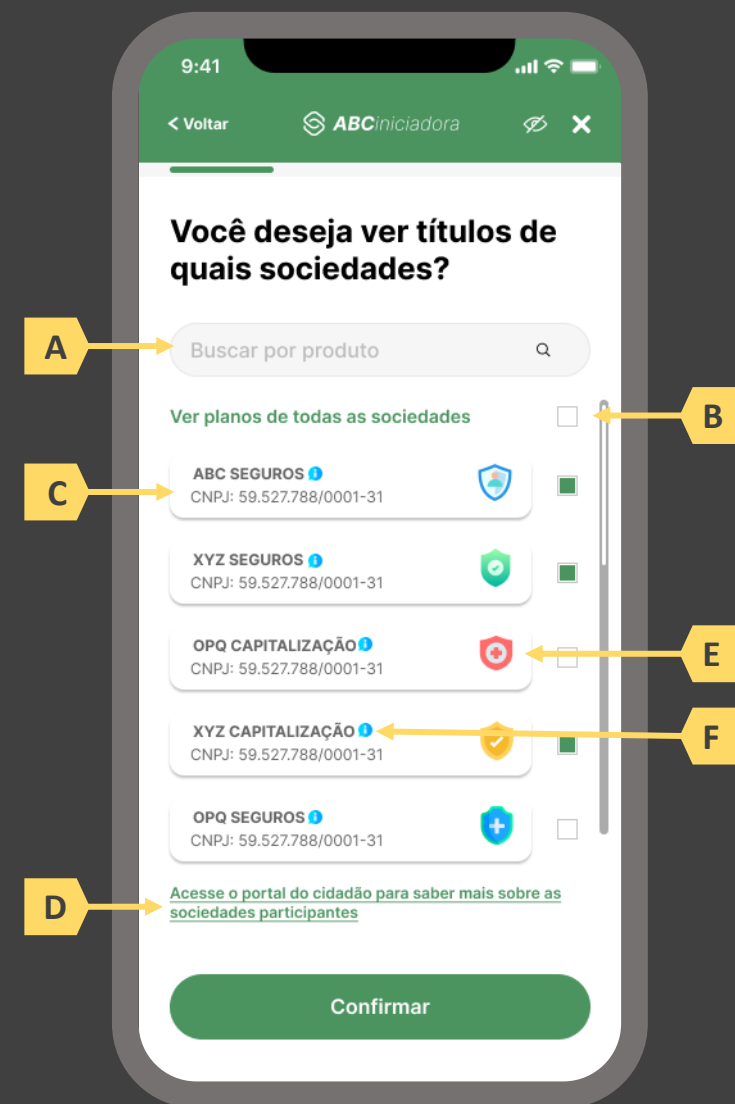 9:41
< Voltar
ABCiniciadora
Você deseja ver títulos de
quais sociedades?
A
Buscar por produto
Ver planos de todas as sociedades
B
ABC SEGUROS
CNPJ: 59.527.788/0001-31
C
XYZ SEGUROS
CNPJ: 59.527.788/0001-31
OPQ CAPITALIZAÇÃO
CNPJ: 59.527.788/0001-31
E
XYZ CAPITALIZAÇÃO
CNPJ: 59.527.788/0001-31
F
OPQ SEGUROS
CNPJ: 59.527.788/0001-31
D
Acesse o portal do cidadão para saber mais sobre as
sociedades participantes
Confirmar